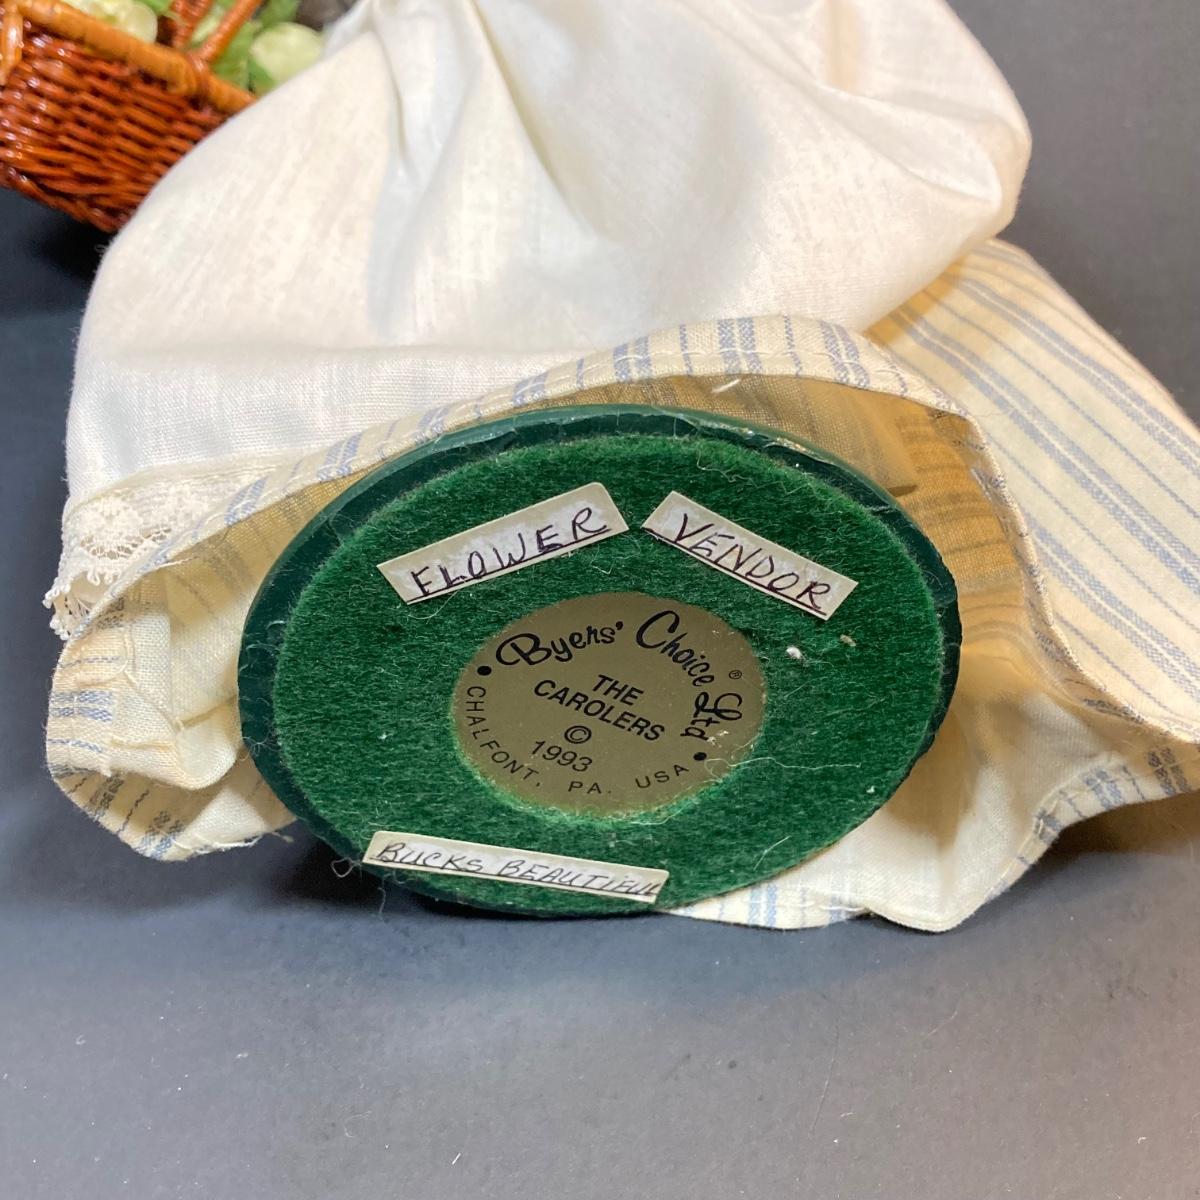 FLOWER
VENDOR
Byers' Choice® Ltd.
THE
CAROLERS
©
1993
• CHALFONT, PA. USA •
BUCKS BEAUTIFUL